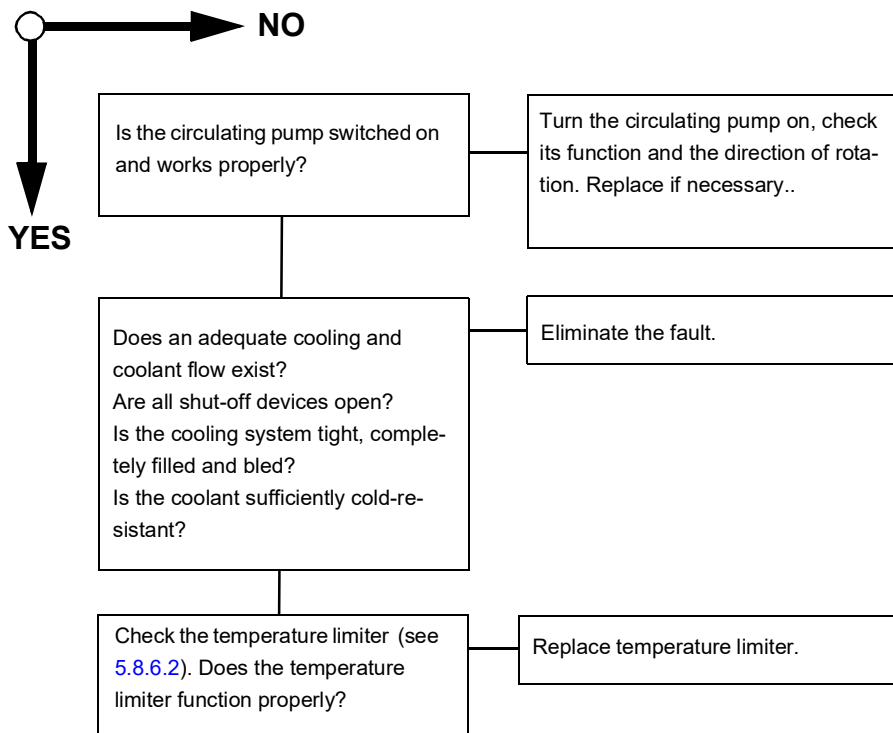 NO
YES
Is the circulating pump switched on
and works properly?
Turn the circulating pump on, check
its function and the direction of rota-
tion. Replace if necessary..
Does an adequate cooling and
coolant flow exist?
Are all shut-off devices open?
Is the cooling system tight, comple-
tely filled and bled?
Is the coolant sufficiently cold-re-
sistant?
Eliminate the fault.
Check the temperature limiter (see
5.8.6.2). Does the temperature
limiter function properly?
Replace temperature limiter.